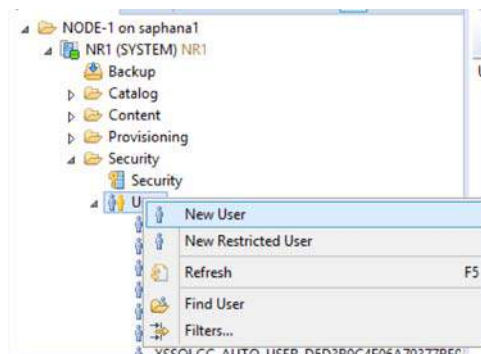 NODE-1 on saphana1
NR1 (SYSTEM) NR1
Backup
Catalog
Content
Provisioning
Security
Security
New User
New Restricted User
Refresh F5
Find User
Filters...